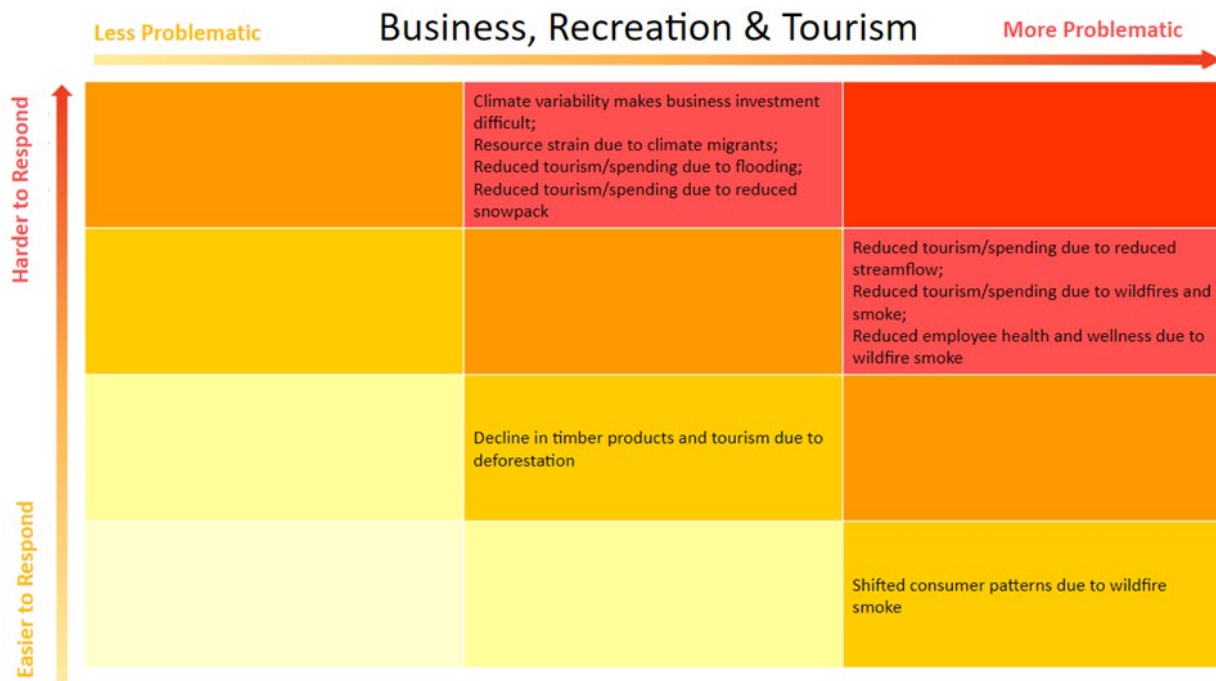 Less Problematic
Business, Recreation & Tourism
More Problematic
Harder to Respond
Climate variability makes business investment
difficult;
Resource strain due to climate migrants;
Reduced tourism/spending due to flooding;
Reduced tourism/spending due to reduced
snowpack
Reduced tourism/spending due to reduced
streamflow;
Reduced tourism/spending due to wildfires and
smoke;
Reduced employee health and wellness due to
wildfire smoke
Decline in timber products and tourism due to
deforestation
Easier to Respond
Shifted consumer patterns due to wildfire
smoke